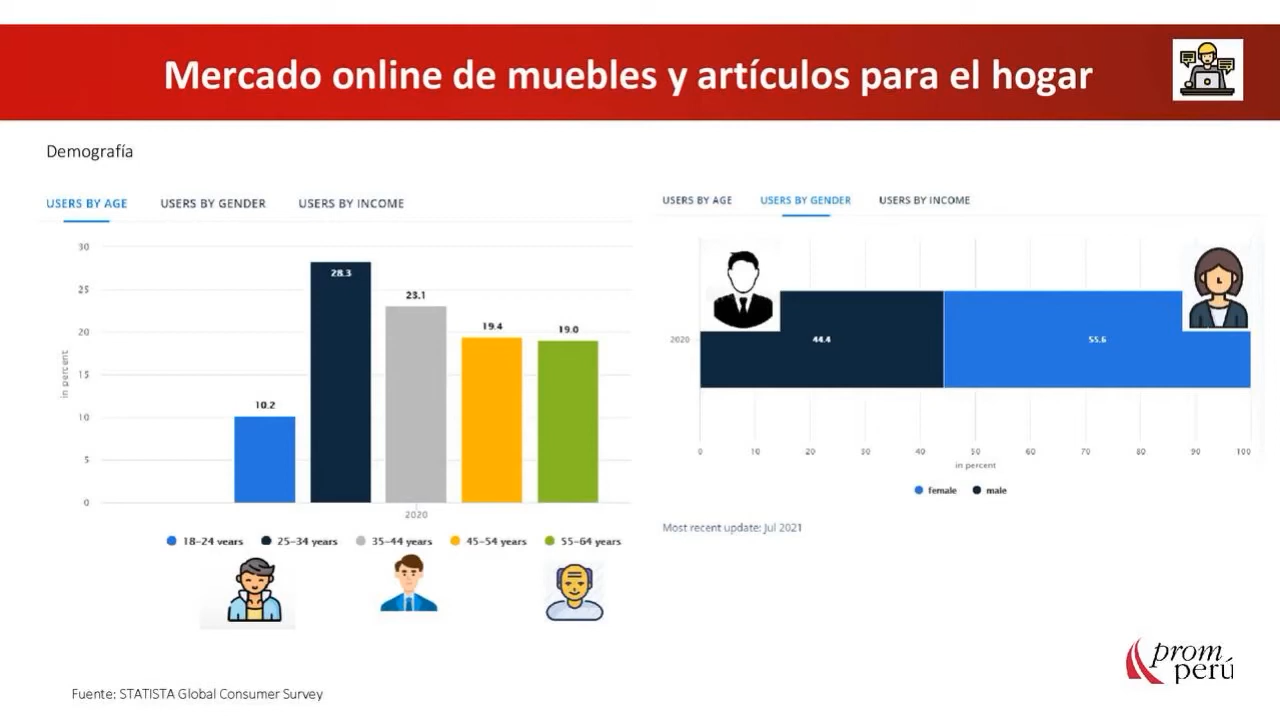 Mercado online de muebles y artículos para el hogar
Demografía
USERS BY AGE USERS BY GENDER USERS BY INCOME
30
25
20
15
10
5
0
in percent
10.2
28.3
23.1
19.4
19.0
2020
18–24 years 25–34 years 35–44 years 45–54 years 55–64 years
USERS BY AGE USERS BY GENDER USERS BY INCOME
2020
44.4 55.6
0 10 20 30 40 50 60 70 80 90 100
in percent
female male
Most recent update: Jul 2021
prom
perú
Fuente: STATISTA Global Consumer Survey